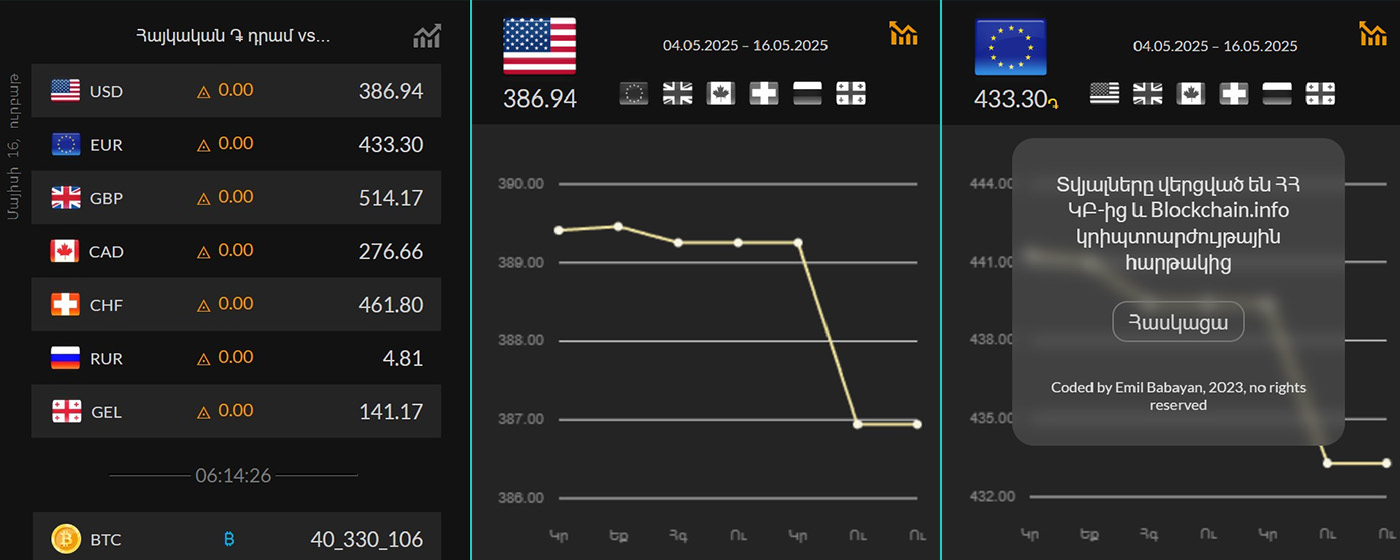 Հայկական ֏ դրամ vs...
Մայիսի 16, ուրբաթ
USD 0.00 386.94
EUR 0.00 433.30
GBP 0.00 514.17
CAD 0.00 276.66
CHF 0.00 461.80
RUR 0.00 4.81
GEL 0.00 141.17
06:14:26
BTC 40_330_106
04.05.2025 – 16.05.2025
386.94
390.00
389.00
388.00
387.00
386.00
Կր Եք Հգ Ու Կր Ու Ու
04.05.2025 – 16.05.2025
433.30֏
444.00
441.00
438.00
435.00
432.00
Տվյալները վերցված են ՀՀ
ԿԲ-ից և Blockchain.info
կրիպտոարժույթային
հարթակից
Հասկացա
Coded by Emil Babayan, 2023, no rights
reserved
Կր Եք Հգ Ու Կր Ու Ու